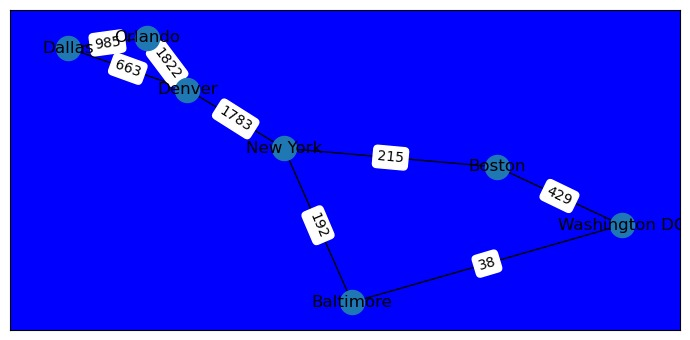 Orlando
985
Dallas
1822
663
Denver
1783
New York
215
Boston
429
192
Washington DC
38
Baltimore